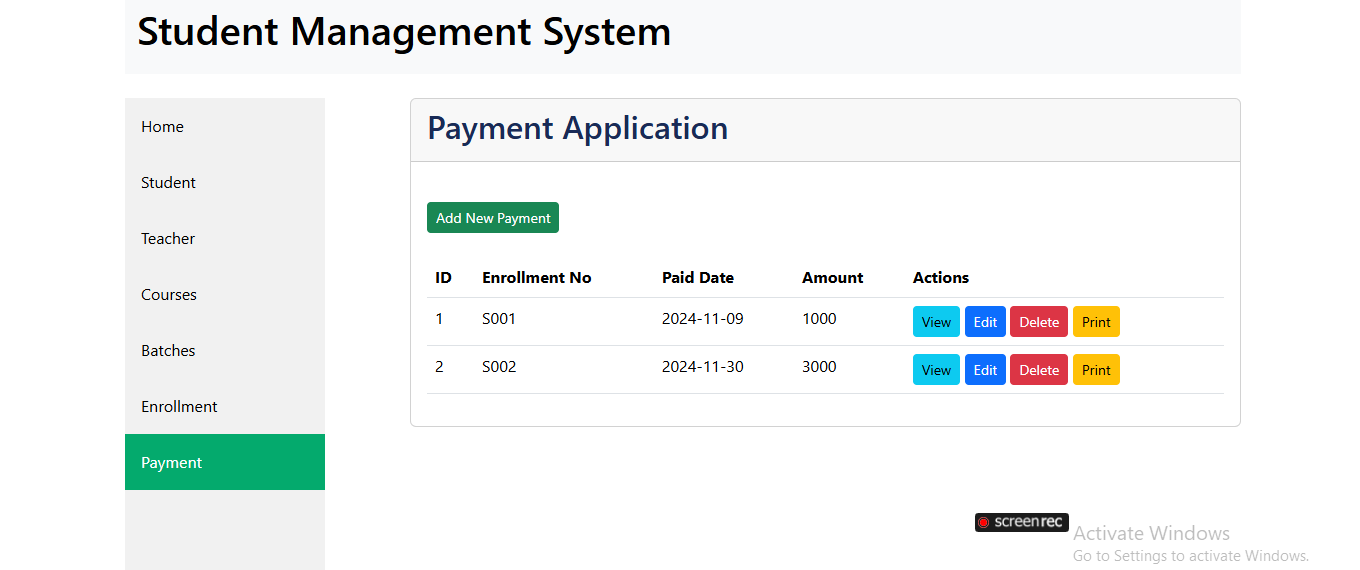 Student Management System
Home
Student
Teacher
Courses
Batches
Enrollment
Payment
Payment Application
Add New Payment
ID Enrollment No Paid Date Amount Actions
1 S001 2024-11-09 1000 View Edit Delete Print
2 S002 2024-11-30 3000 View Edit Delete Print
screenrec
Activate Windows
Go to Settings to activate Windows.